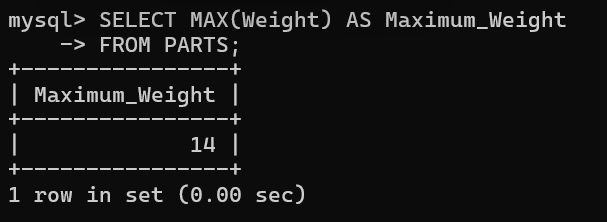 mysql> SELECT MAX(Weight) AS Maximum_Weight
    -> FROM PARTS;
+----------------+
| Maximum_Weight |
+----------------+
|             14 |
+----------------+
1 row in set (0.00 sec)